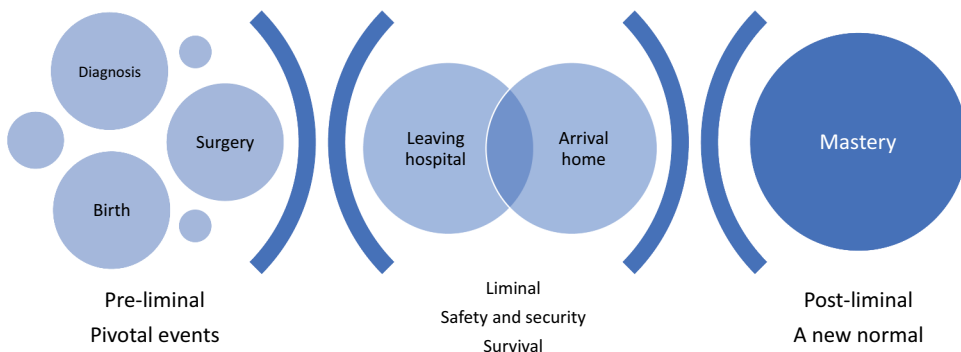 Diagnosis
Surgery
Birth
Pre-liminal
Pivotal events
Leaving
hospital
Arrival
home
Liminal
Safety and security
Survival
Mastery
Post-liminal
A new normal